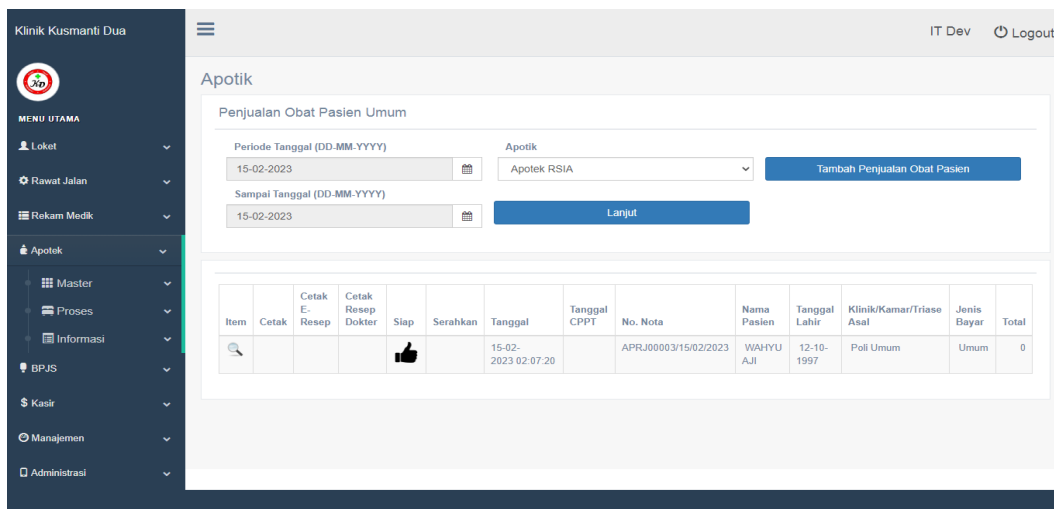 Klinik Kusmanti Dua
IT Dev
Logout
KD
MENU UTAMA
Loket
Rawat Jalan
Rekam Medik
Apotek
Master
Proses
Informasi
BPJS
Kasir
Manajemen
Administrasi
Apotik
Penjualan Obat Pasien Umum
Periode Tanggal (DD-MM-YYYY)
15-02-2023
Apotik
Apotek RSIA
Tambah Penjualan Obat Pasien
Sampai Tanggal (DD-MM-YYYY)
15-02-2023
Lanjut
Item
Cetak
Cetak
E-
Resep
Cetak
Resep
Dokter
Siap
Serahkan
Tanggal
Tanggal
CPPT
No. Nota
Nama
Pasien
Tanggal
Lahir
Klinik/Kamar/Triase
Asal
Jenis
Bayar
Total
15-02-
2023 02:07:20
APRJ00003/15/02/2023
WAHYU
AJI
12-10-
1997
Poli Umum
Umum
0